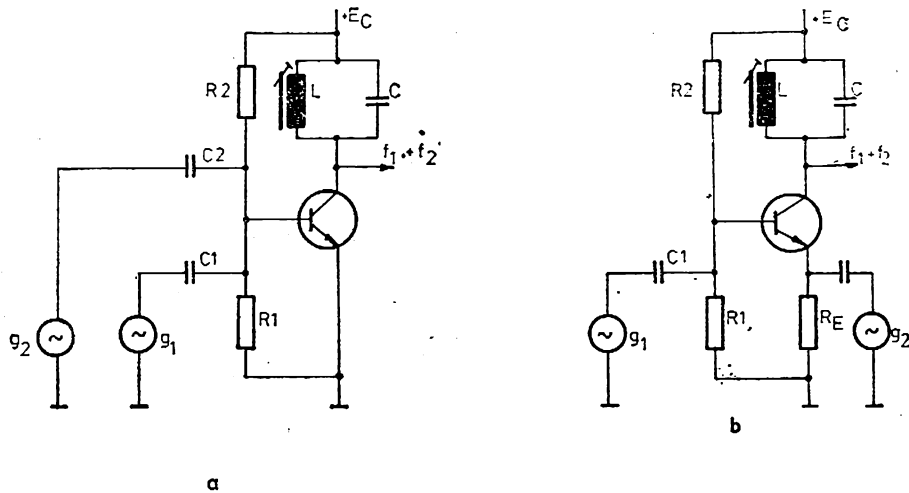 +E_C
R2
L
C
C2
f₁ + f₂
C1
R1
g₂
g₁
a
+E_C
R2
L
C
f₁+f₂
C1
R1
R_E
g₁
g₂
b